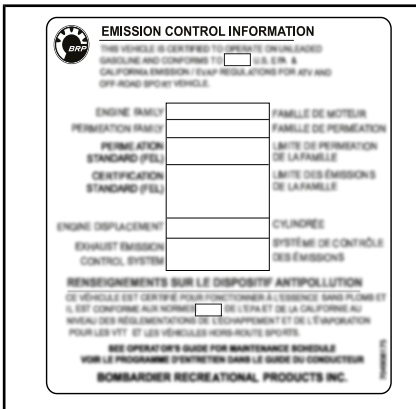 EMISSION CONTROL INFORMATION
BRP
THIS VEHICLE IS CERTIFIED TO OPERATE ON UNLEADED
GASOLINE AND CONFORMS TO U.S. EPA &
CALIFORNIA EMISSION / EVAP REGULATIONS FOR ATV AND
OFF-ROAD SPORT VEHICLE.
ENGINE FAMILY FAMILLE DE MOTEUR
PERMEATION FAMILY FAMILLE DE PERMÉATION
PERMEATION LIMITE DE PERMEATION
STANDARD (FEL) DE LA FAMILLE
CERTIFICATION LIMITE DES ÉMISSIONS
STANDARD (FEL) DE LA FAMILLE
ENGINE DISPLACEMENT CYLINDRÉE
EXHAUST EMISSION SYSTÈME DE CONTRÔLE
CONTROL SYSTEM DES ÉMISSIONS
RENSEIGNEMENTS SUR LE DISPOSITIF ANTIPOLLUTION
CE VÉHICULE EST CERTIFIÉ POUR FONCTIONNER À L'ESSENCE SANS PLOMB ET
IL EST CONFORME AUX NORMES DE L'EPA ET DE LA CALIFORNIE AU
NIVEAU DES RÉGLEMENTATIONS DE L'ÉCHAPPEMENT ET DE L'ÉVAPORATION
POUR LES VTT ET LES VÉHICULES HORS-ROUTE SPORTS.
SEE OPERATOR'S GUIDE FOR MAINTENANCE SCHEDULE
VOIR LE PROGRAMME D'ENTRETIEN DANS LE GUIDE DU CONDUCTEUR
BOMBARDIER RECREATIONAL PRODUCTS INC.